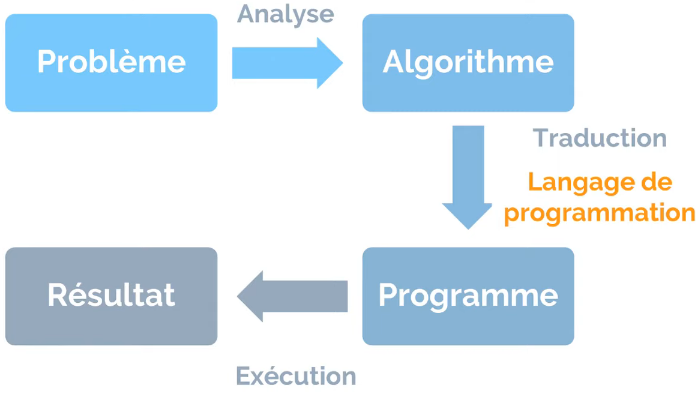 Analyse
Problème
Algorithme
Traduction
Langage de
programmation
Résultat
Programme
Exécution